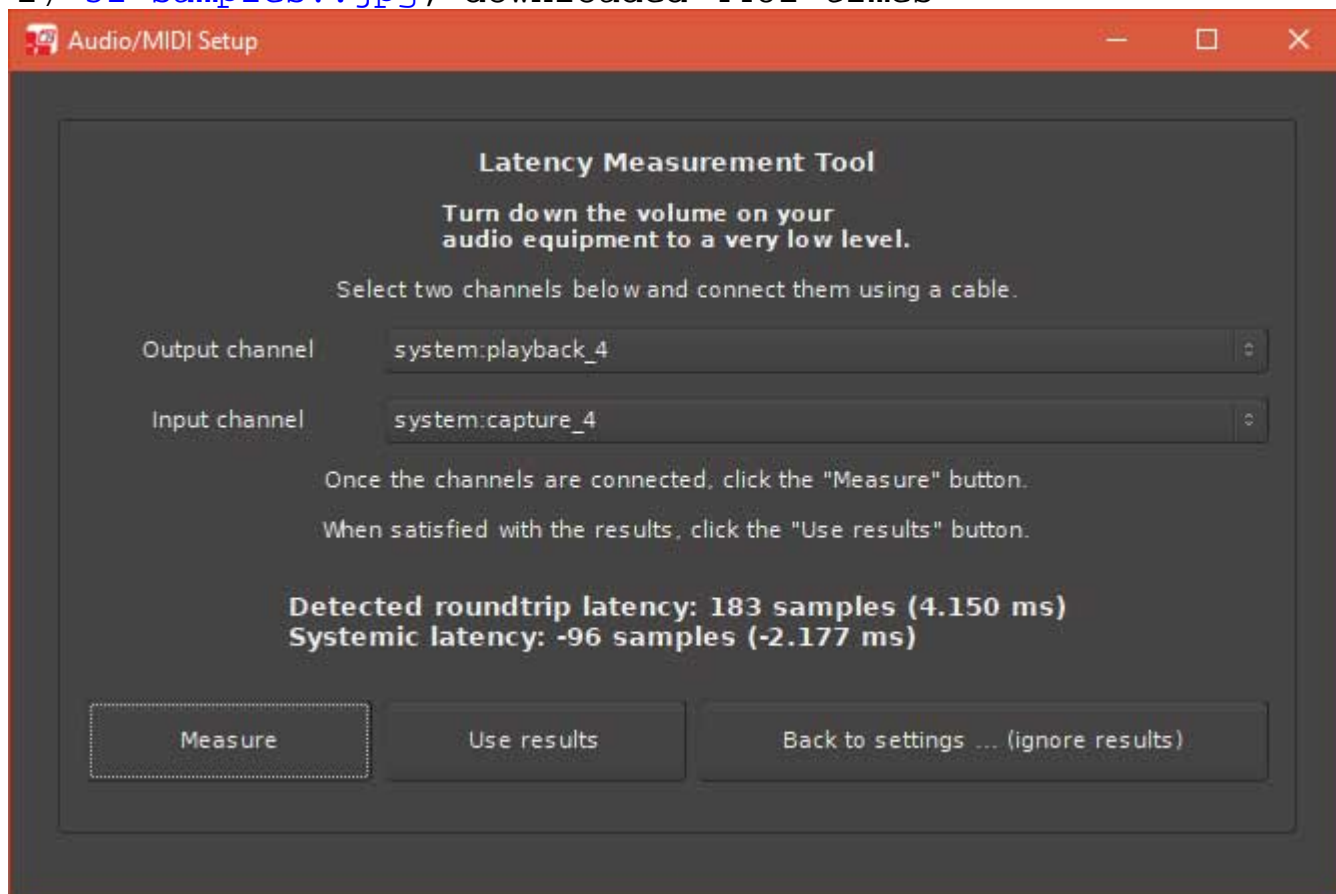 Audio/MIDI Setup
Latency Measurement Tool
Turn down the volume on your
audio equipment to a very low level.
Select two channels below and connect them using a cable.
Output channel system:playback_4
Input channel system:capture_4
Once the channels are connected, click the "Measure" button.
When satisfied with the results, click the "Use results" button.
Detected roundtrip latency: 183 samples (4.150 ms)
Systemic latency: -96 samples (-2.177 ms)
Measure Use results Back to settings ... (ignore results)